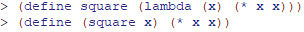 > (define square (lambda (x) (* x x)))
> (define (square x) (* x x))